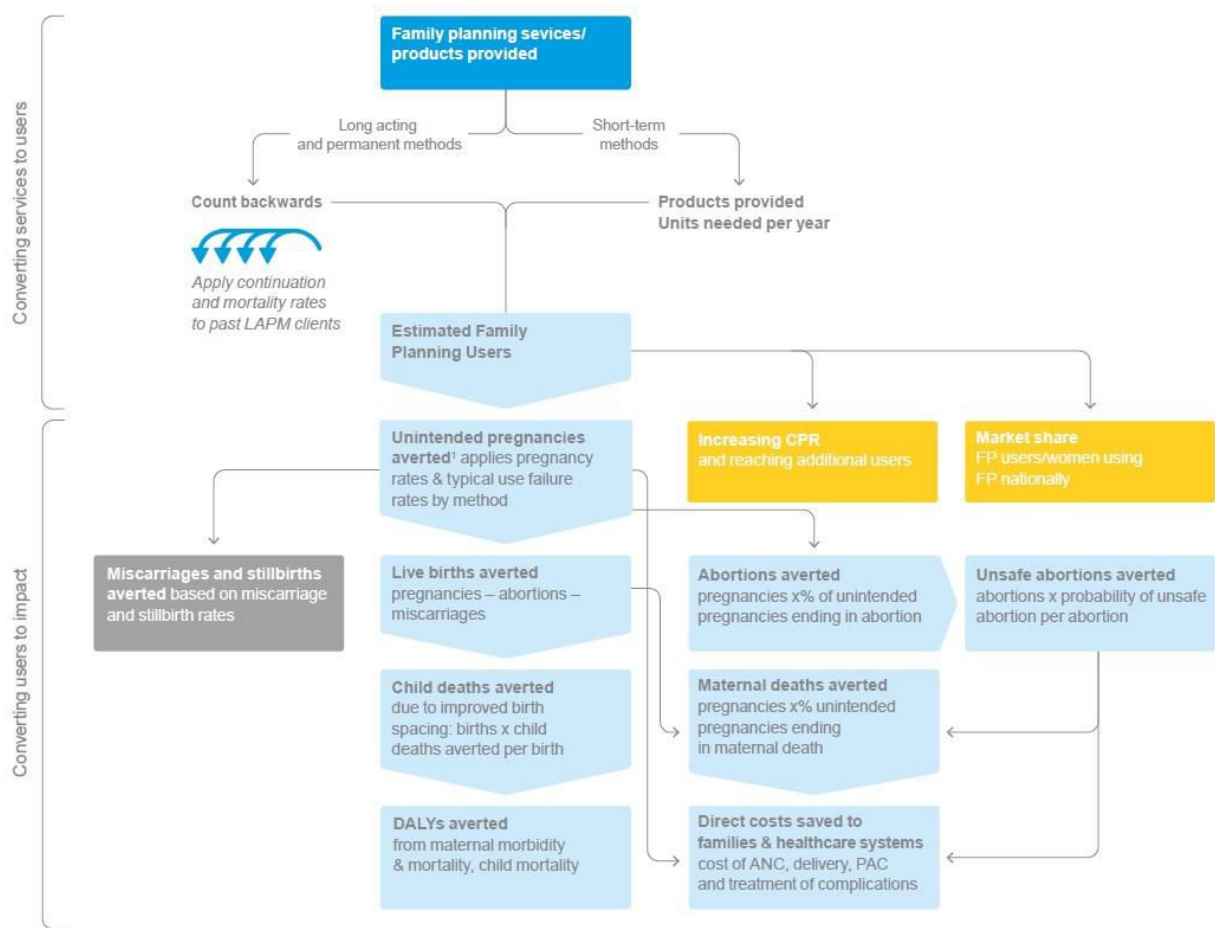 Converting services to users
Family planning sevices/
products provided
Long acting
and permanent methods
Short-term
methods
Count backwards
Products provided
Units needed per year
Apply continuation
and mortality rates
to past LAPM clients
Estimated Family
Planning Users
Converting users to impact
Unintended pregnancies
averted¹ applies pregnancy
rates & typical use failure
rates by method
Increasing CPR
and reaching additional users
Market share
FP users/women using
FP nationally
Miscarriages and stillbirths
averted based on miscarriage
and stillbirth rates
Live births averted
pregnancies – abortions –
miscarriages
Abortions averted
pregnancies x% of unintended
pregnancies ending in abortion
Unsafe abortions averted
abortions x probability of unsafe
abortion per abortion
Child deaths averted
due to improved birth
spacing: births x child
deaths averted per birth
Maternal deaths averted
pregnancies x% unintended
pregnancies ending
in maternal death
DALYs averted
from maternal morbidity
& mortality, child mortality
Direct costs saved to
families & healthcare systems
cost of ANC, delivery, PAC
and treatment of complications